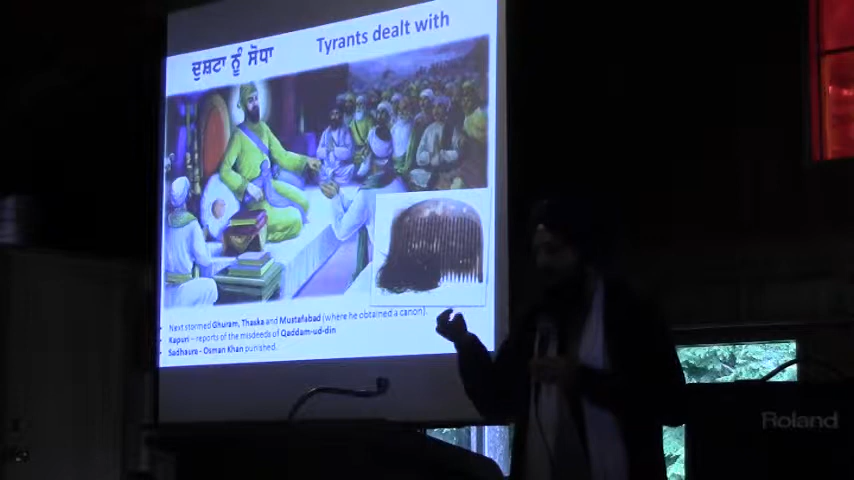 Tyrants dealt with
ਦੁਸ਼ਟਾ ਨੂੰ ਸੋਧਾ
Next stormed Ghuram, Thaska and Mustafabad (where he obtained a canon).
Kapuri – reports of the misdeeds of Qaddam-ud-din
Sadhaura - Osman Khan punished.
Roland